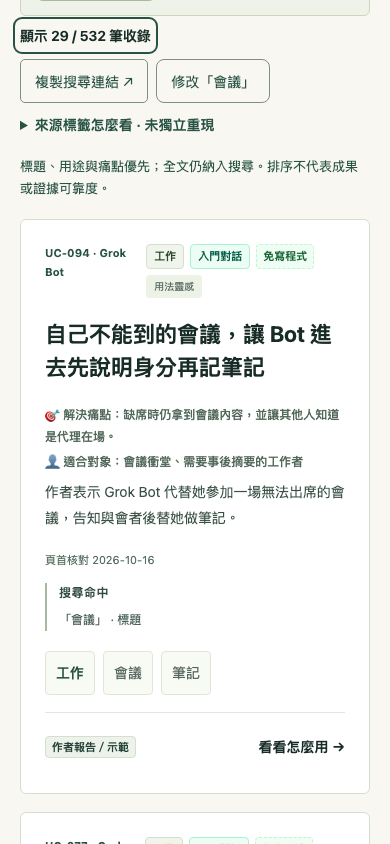 顯示 29 / 532 筆收錄
複製搜尋連結 ↗
修改「會議」
▶ 來源標籤怎麼看 · 未獨立重現
標題、用途與痛點優先；全文仍納入搜尋。排序不代表成果
或證據可靠度。
UC-094 · Grok
Bot
工作 入門對話 免寫程式
用法靈感
自己不能到的會議，讓 Bot 進
去先說明身分再記筆記
🎯 解決痛點：缺席時仍拿到會議內容，並讓其他人知道
是代理在場。
👤 適合對象：會議衝堂、需要事後摘要的工作者
作者表示 Grok Bot 代替她參加一場無法出席的會
議，告知與會者後替她做筆記。
頁首核對 2026-10-16
搜尋命中
「會議」 · 標題
工作 會議 筆記
作者報告 / 示範
看看怎麼用 →